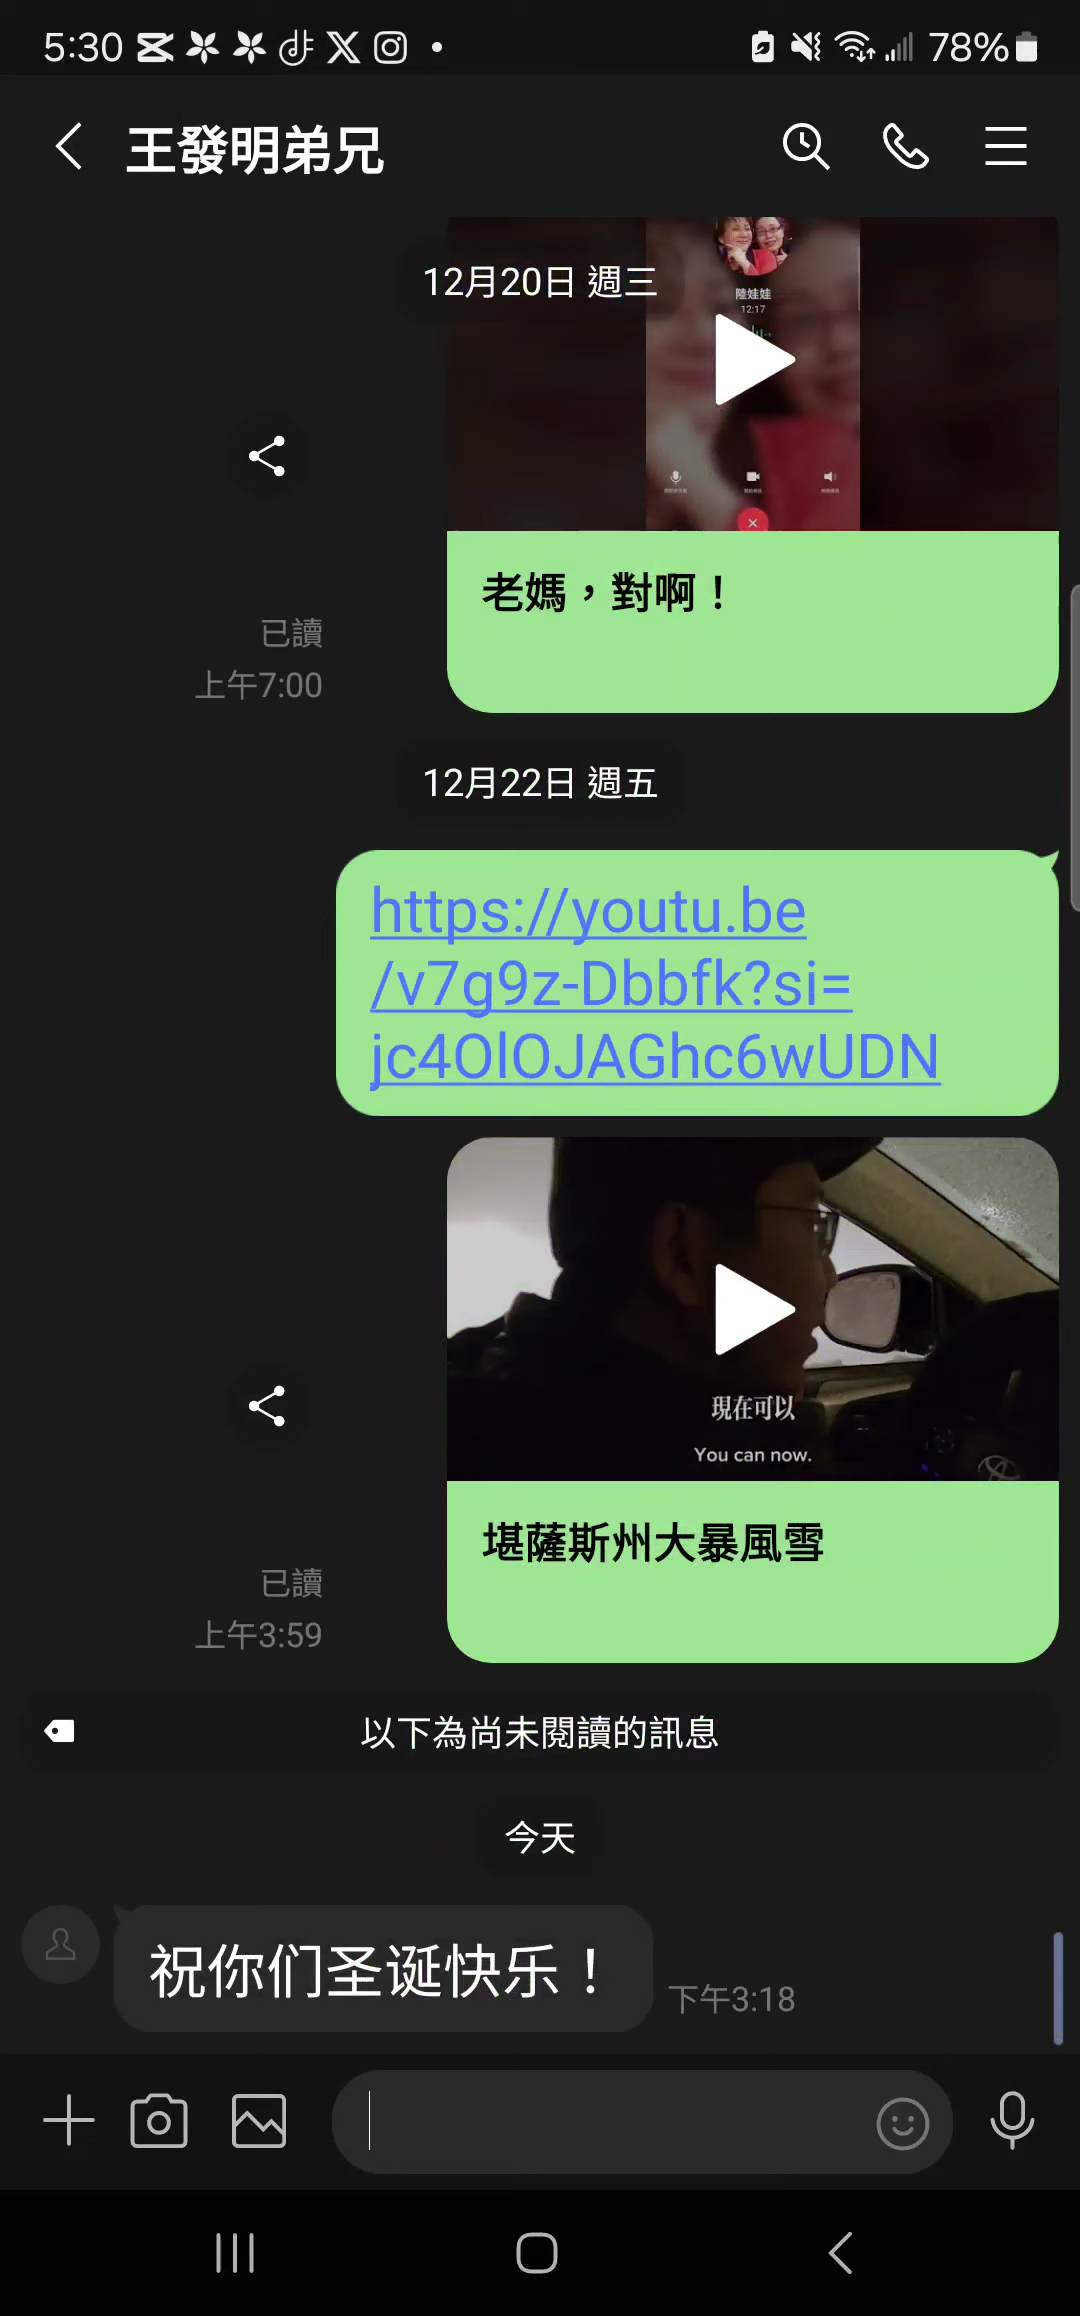 5:30
78%
王發明弟兄
12月20日 週三
陸娃娃
12:17
老媽，對啊！
已讀
上午7:00
12月22日 週五
https://youtu.be
/v7g9z-Dbbfk?si=
jc4OlOJAGhc6wUDN
現在可以
You can now.
堪薩斯州大暴風雪
已讀
上午3:59
以下為尚未閱讀的訊息
今天
祝你们圣诞快乐！
下午3:18